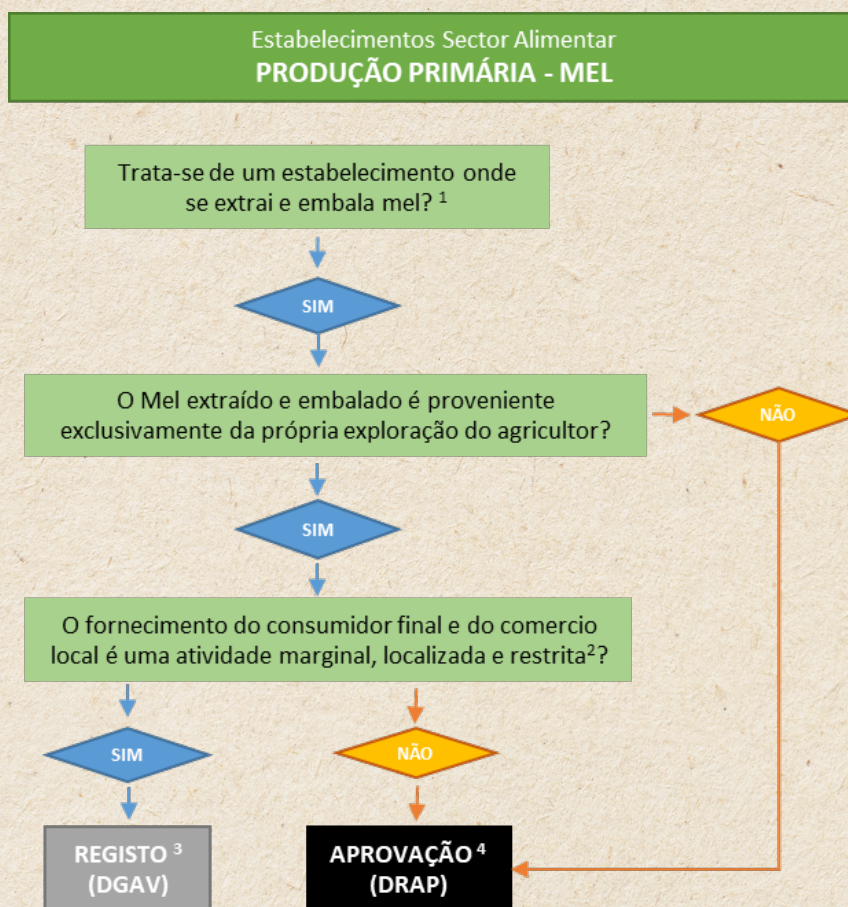 Estabelecimentos Sector Alimentar
PRODUÇÃO PRIMÁRIA - MEL
Trata-se de um estabelecimento onde
se extrai e embala mel? ¹
SIM
O Mel extraído e embalado é proveniente
exclusivamente da própria exploração do agricultor?
NÃO
SIM
O fornecimento do consumidor final e do comercio
local é uma atividade marginal, localizada e restrita²?
SIM
NÃO
REGISTO ³
(DGAV)
APROVAÇÃO ⁴
(DRAP)